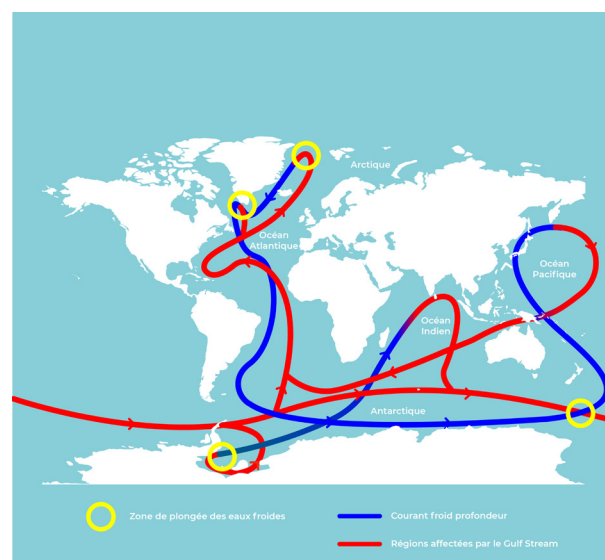 Arctique
Océan
Atlantique
Océan
Pacifique
Océan
Indien
Antarctique
Zone de plongée des eaux froides
Courant froid profondeur
Régions affectées par le Gulf Stream